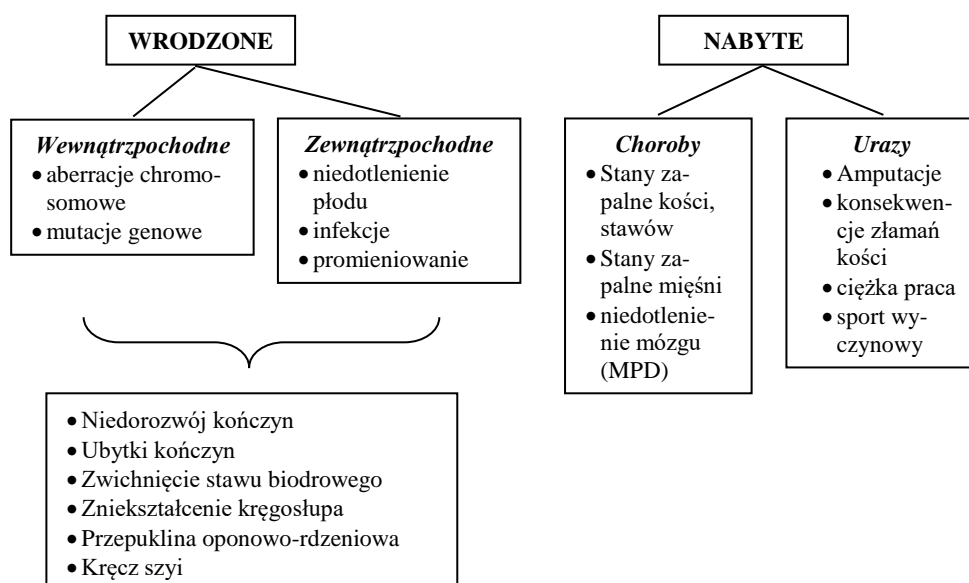 WRODZONE
NABYTE
Wewnątrzpochodne
• aberracje chromo-
somowe
• mutacje genowe
Zewnątrzpochodne
• niedotlenienie
płodu
• infekcje
• promieniowanie
Choroby
• Stany za-
palne kości,
stawów
• Stany za-
palne mięśni
• niedotlenie-
nie mózgu
(MPD)
Urazy
• Amputacje
• konsekwen-
cje złamań
kości
• ciężka praca
• sport wy-
czynowy
• Niedorozwój kończyn
• Ubytki kończyn
• Zwichnięcie stawu biodrowego
• Zniekształcenie kręgosłupa
• Przepuklina oponowo-rdzeniowa
• Kręcz szyi